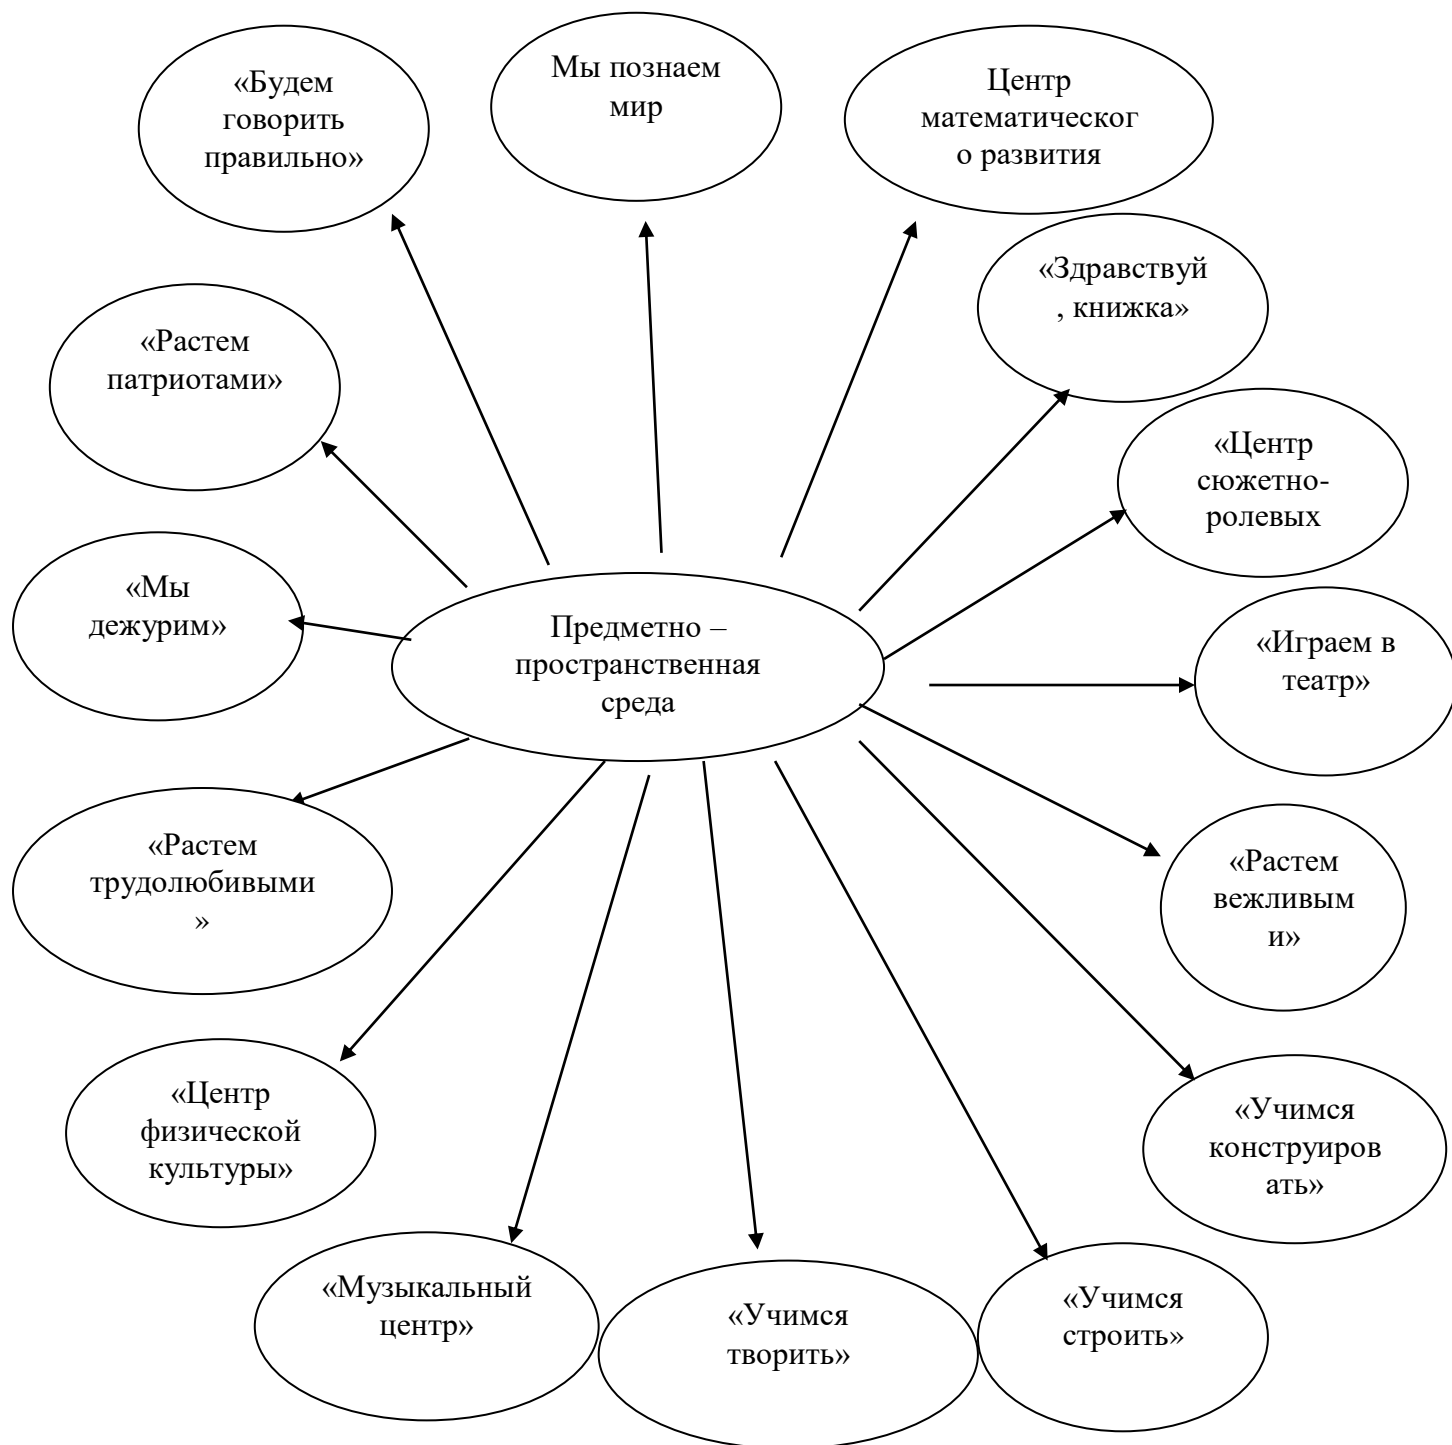 «Будем
говорить
правильно»
Мы познаем
мир
Центр
математическог
о развития
«Здравствуй
, книжка»
«Растем
патриотами»
«Центр
сюжетно-
ролевых
«Мы
дежурим»
Предметно –
пространственная
среда
«Играем в
театр»
«Растем
трудолюбивыми
»
«Растем
вежливым
и»
«Центр
физической
культуры»
«Учимся
конструиров
ать»
«Музыкальный
центр»
«Учимся
творить»
«Учимся
строить»